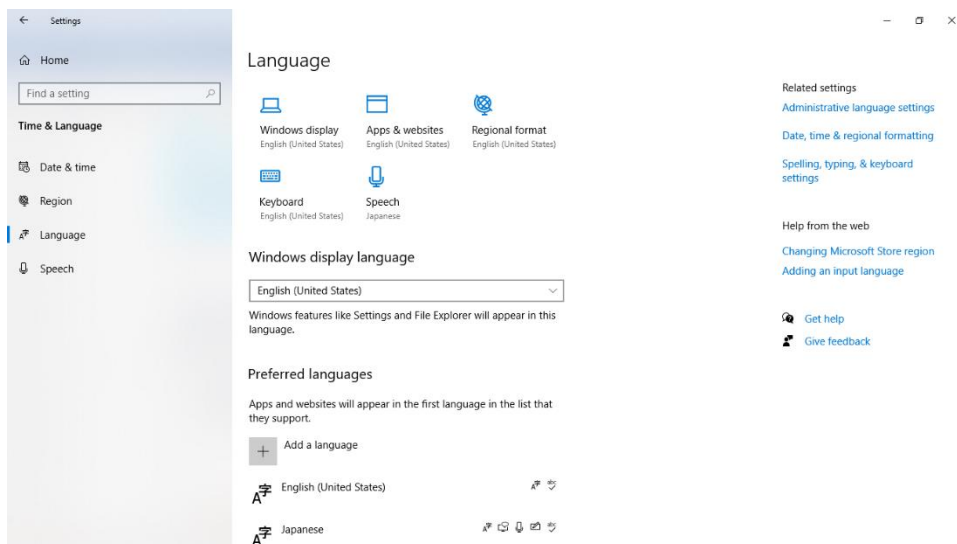 Settings
Home
Find a setting
Time & Language
Date & time
Region
Language
Speech
Language
Windows display
English (United States)
Apps & websites
English (United States)
Regional format
English (United States)
Keyboard
English (United States)
Speech
Japanese
Windows display language
English (United States)
Windows features like Settings and File Explorer will appear in this
language.
Preferred languages
Apps and websites will appear in the first language in the list that
they support.
Add a language
English (United States)
Japanese
Related settings
Administrative language settings
Date, time & regional formatting
Spelling, typing, & keyboard
settings
Help from the web
Changing Microsoft Store region
Adding an input language
Get help
Give feedback